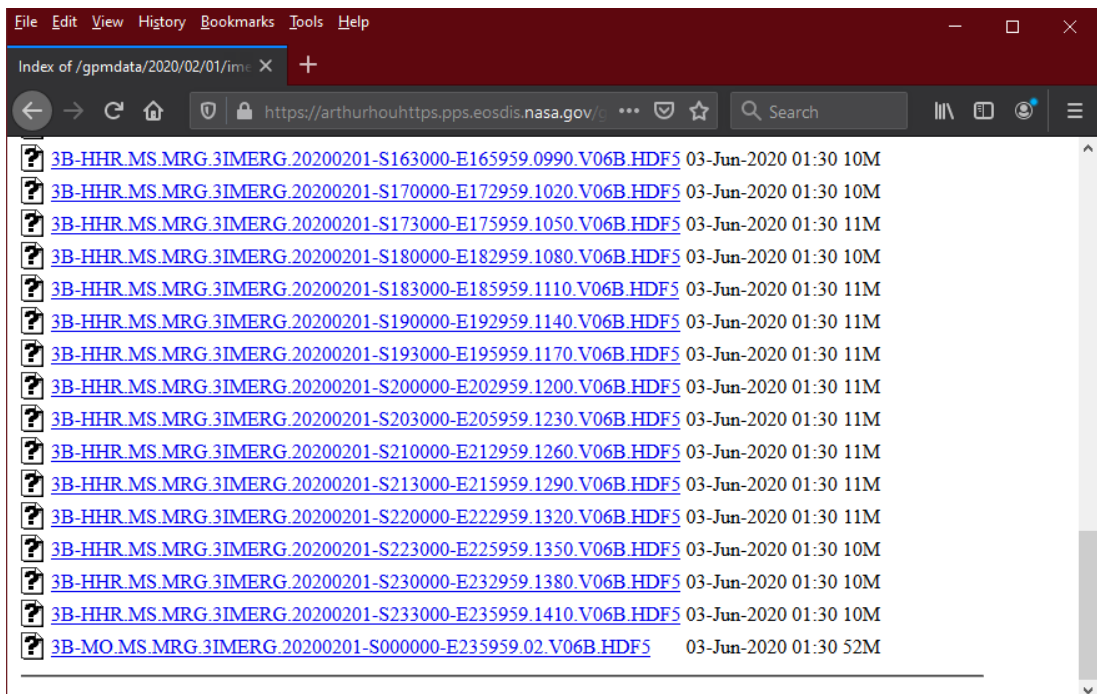 File Edit View History Bookmarks Tools Help
Index of /gpmdata/2020/02/01/ime
https://arthurhouhttps.pps.eosdis.nasa.gov/g Search
3B-HHR.MS.MRG.3IMERG.20200201-S163000-E165959.0990.V06B.HDF5 03-Jun-2020 01:30 10M
3B-HHR.MS.MRG.3IMERG.20200201-S170000-E172959.1020.V06B.HDF5 03-Jun-2020 01:30 10M
3B-HHR.MS.MRG.3IMERG.20200201-S173000-E175959.1050.V06B.HDF5 03-Jun-2020 01:30 11M
3B-HHR.MS.MRG.3IMERG.20200201-S180000-E182959.1080.V06B.HDF5 03-Jun-2020 01:30 10M
3B-HHR.MS.MRG.3IMERG.20200201-S183000-E185959.1110.V06B.HDF5 03-Jun-2020 01:30 11M
3B-HHR.MS.MRG.3IMERG.20200201-S190000-E192959.1140.V06B.HDF5 03-Jun-2020 01:30 11M
3B-HHR.MS.MRG.3IMERG.20200201-S193000-E195959.1170.V06B.HDF5 03-Jun-2020 01:30 11M
3B-HHR.MS.MRG.3IMERG.20200201-S200000-E202959.1200.V06B.HDF5 03-Jun-2020 01:30 11M
3B-HHR.MS.MRG.3IMERG.20200201-S203000-E205959.1230.V06B.HDF5 03-Jun-2020 01:30 11M
3B-HHR.MS.MRG.3IMERG.20200201-S210000-E212959.1260.V06B.HDF5 03-Jun-2020 01:30 11M
3B-HHR.MS.MRG.3IMERG.20200201-S213000-E215959.1290.V06B.HDF5 03-Jun-2020 01:30 11M
3B-HHR.MS.MRG.3IMERG.20200201-S220000-E222959.1320.V06B.HDF5 03-Jun-2020 01:30 11M
3B-HHR.MS.MRG.3IMERG.20200201-S223000-E225959.1350.V06B.HDF5 03-Jun-2020 01:30 10M
3B-HHR.MS.MRG.3IMERG.20200201-S230000-E232959.1380.V06B.HDF5 03-Jun-2020 01:30 10M
3B-HHR.MS.MRG.3IMERG.20200201-S233000-E235959.1410.V06B.HDF5 03-Jun-2020 01:30 10M
3B-MO.MS.MRG.3IMERG.20200201-S000000-E235959.02.V06B.HDF5 03-Jun-2020 01:30 52M